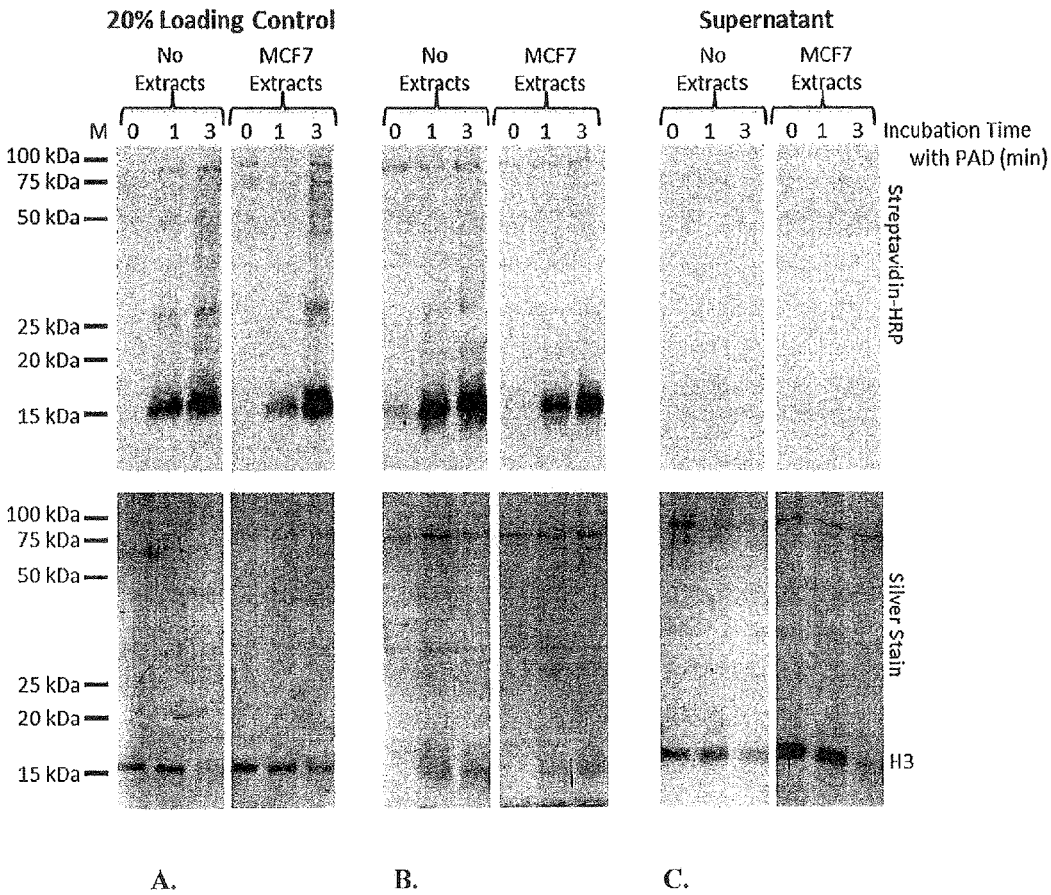 20% Loading Control
Supernatant
No Extracts
MCF7 Extracts
No Extracts
MCF7 Extracts
No Extracts
MCF7 Extracts
M 0 1 3 0 1 3 0 1 3 0 1 3 0 1 3 0 1 3 Incubation Time
with PAD (min)
100 kDa
75 kDa
50 kDa
25 kDa
20 kDa
15 kDa
Streptavidin-HRP
100 kDa
75 kDa
50 kDa
25 kDa
20 kDa
15 kDa
Silver Stain
H3
A. B. C.